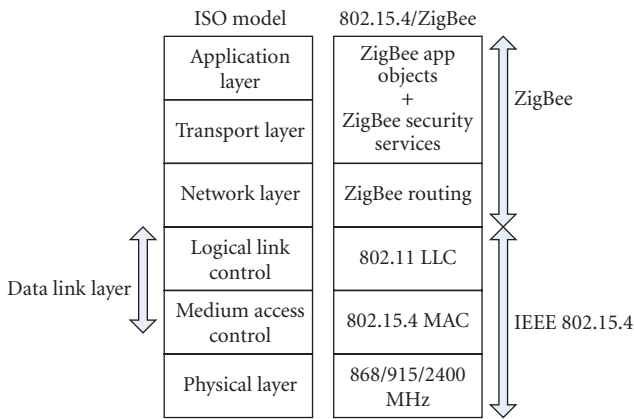 ISO model
802.15.4/ZigBee
Application
layer
Transport layer
ZigBee app
objects
+
ZigBee security
services
ZigBee
Network layer
ZigBee routing
Data link layer
Logical link
control
802.11 LLC
Medium access
control
802.15.4 MAC
IEEE 802.15.4
Physical layer
868/915/2400
MHz